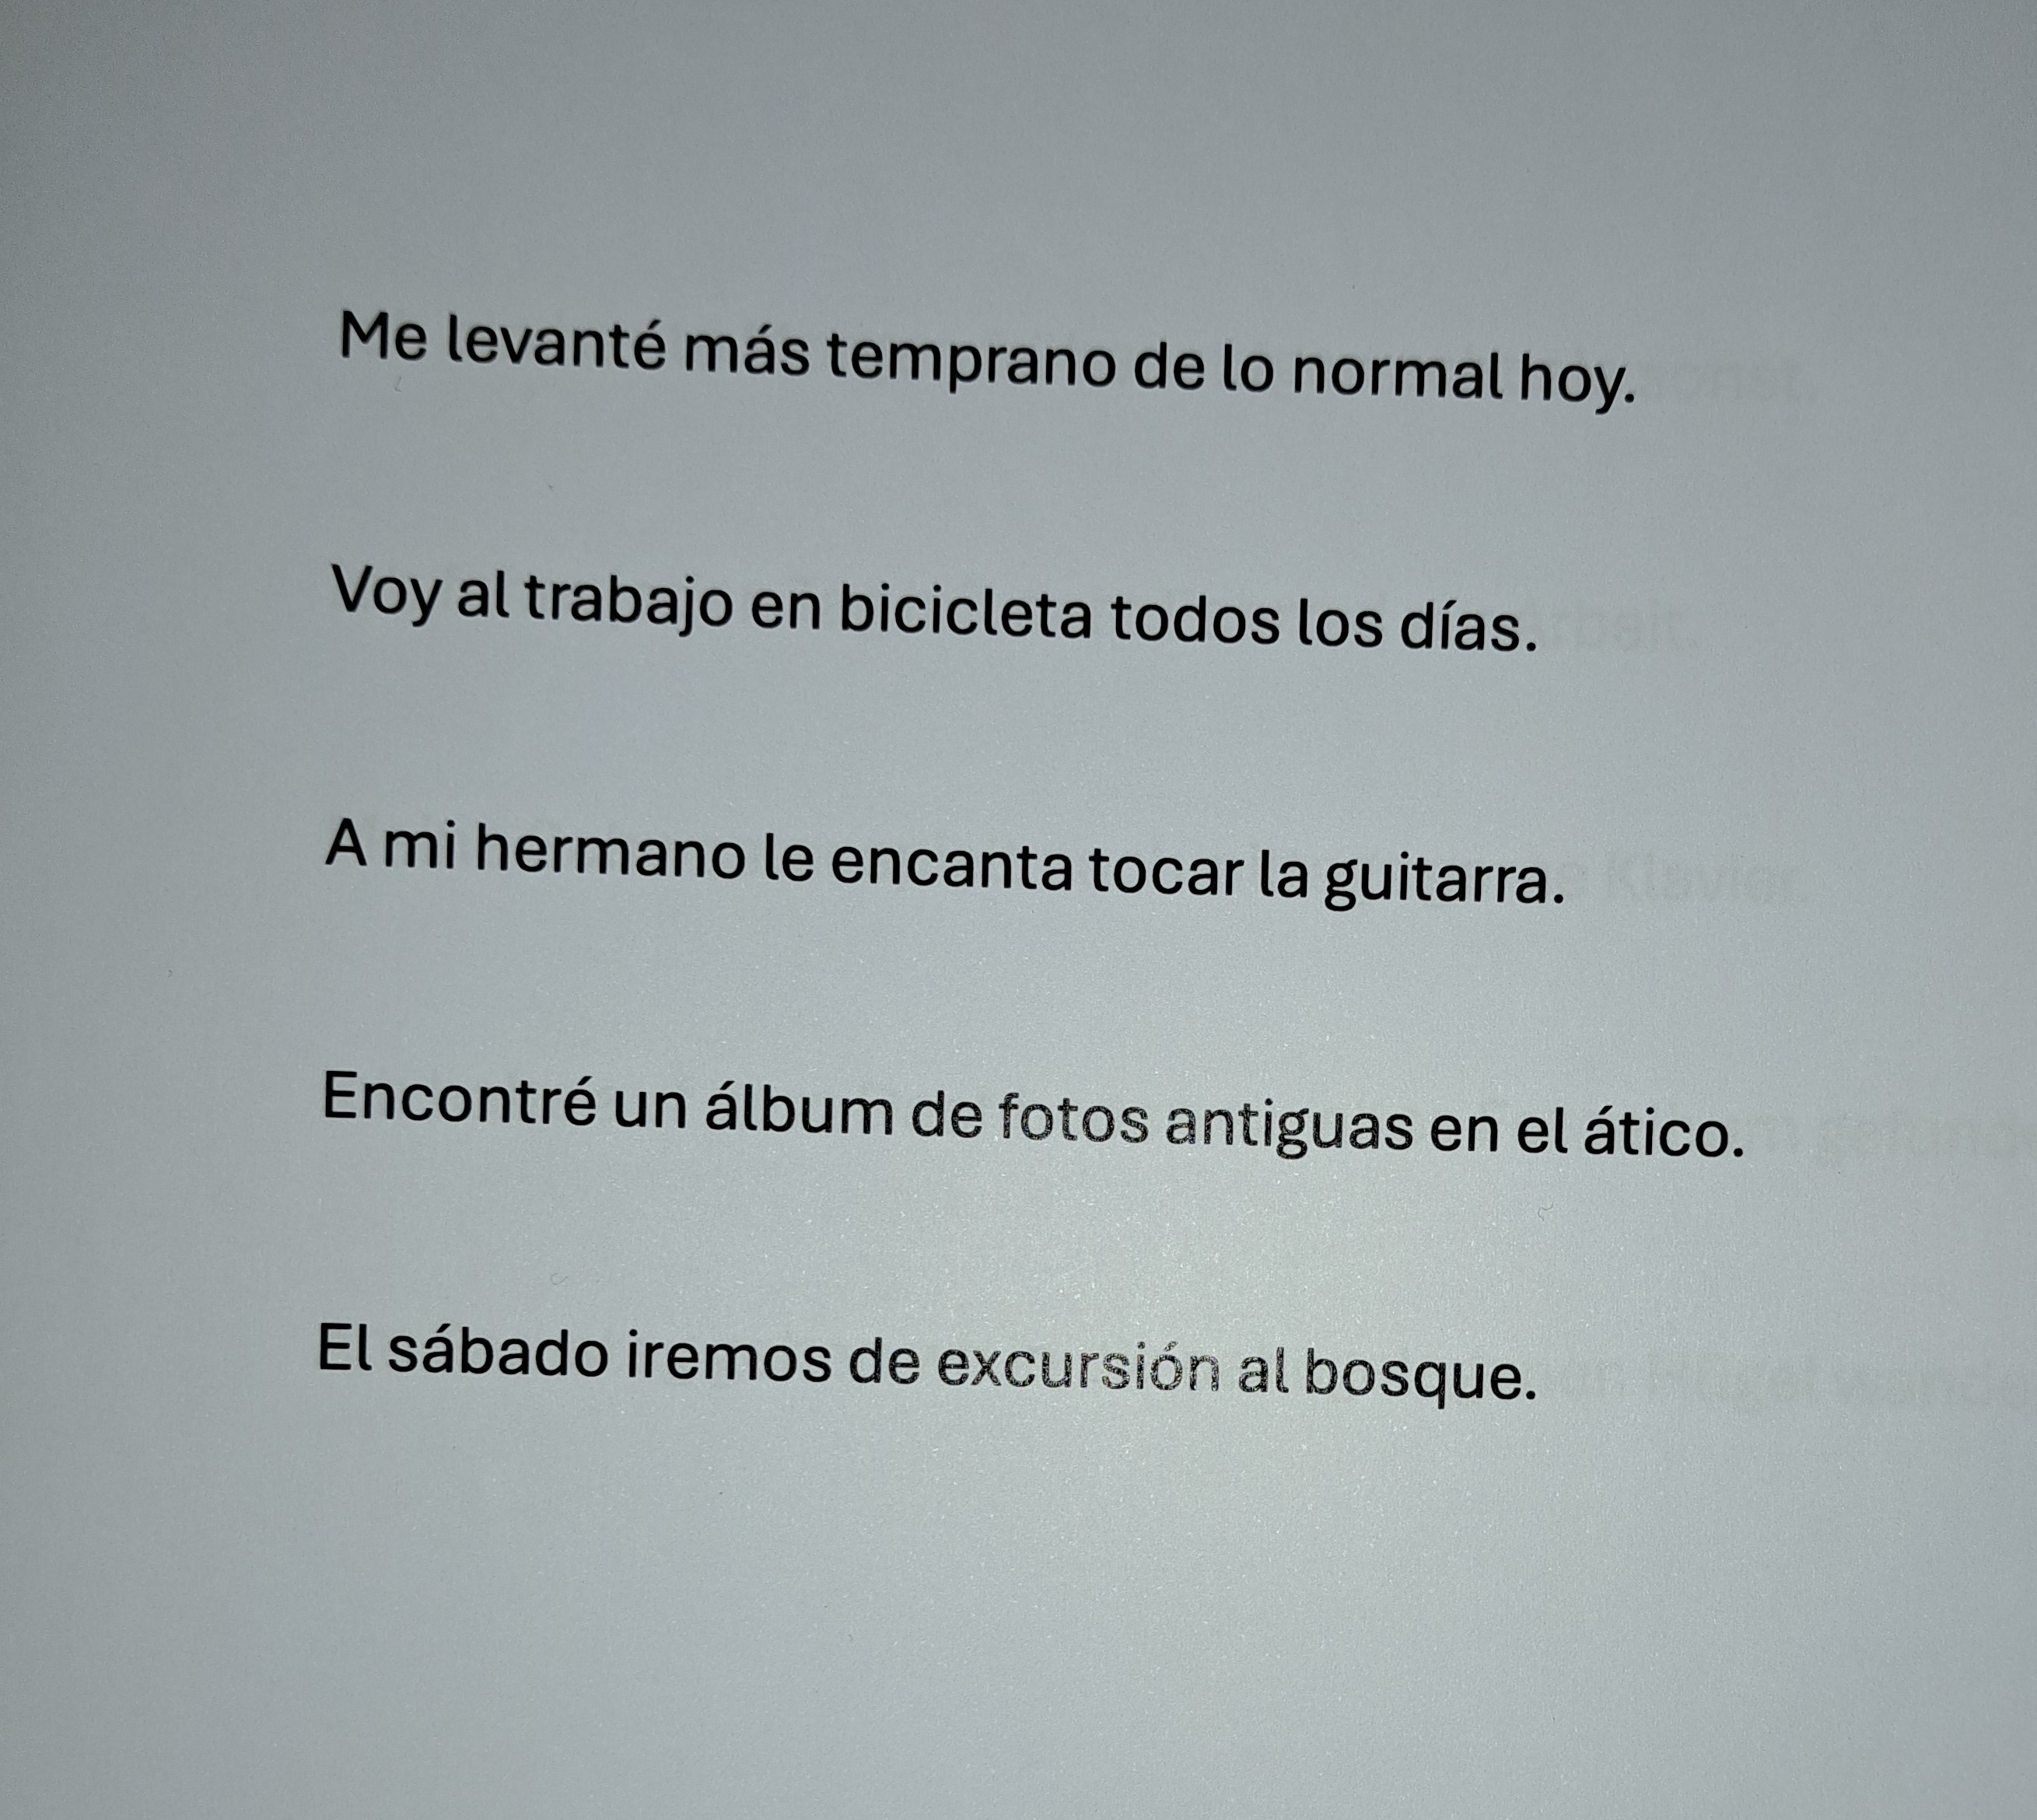 Me levanté más temprano de lo normal hoy.
Voy al trabajo en bicicleta todos los días.
A mi hermano le encanta tocar la guitarra.
Encontré un álbum de fotos antiguas en el ático.
El sábado iremos de excursión al bosque.